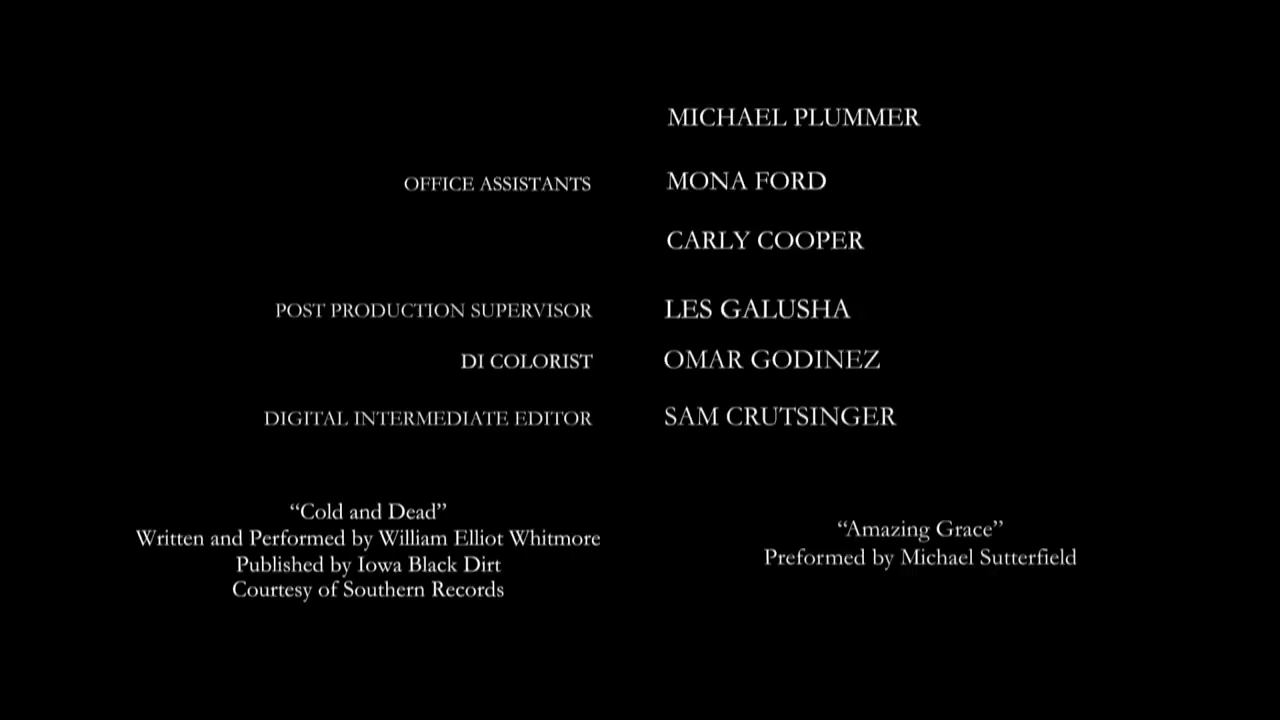 MICHAEL PLUMMER
OFFICE ASSISTANTS MONA FORD
CARLY COOPER
POST PRODUCTION SUPERVISOR LES GALUSHA
DI COLORIST OMAR GODINEZ
DIGITAL INTERMEDIATE EDITOR SAM CRUTSINGER
“Cold and Dead”
Written and Performed by William Elliot Whitmore
Published by Iowa Black Dirt
Courtesy of Southern Records
“Amazing Grace”
Preformed by Michael Sutterfield